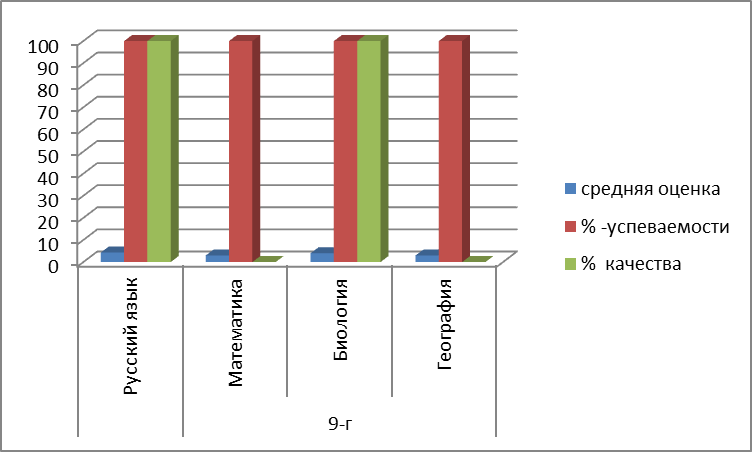 100
90
80
70
60
50
40
30
20
10
0
Русский язык
Математика
Биология
География
9-г
средняя оценка
% -успеваемости
% качества